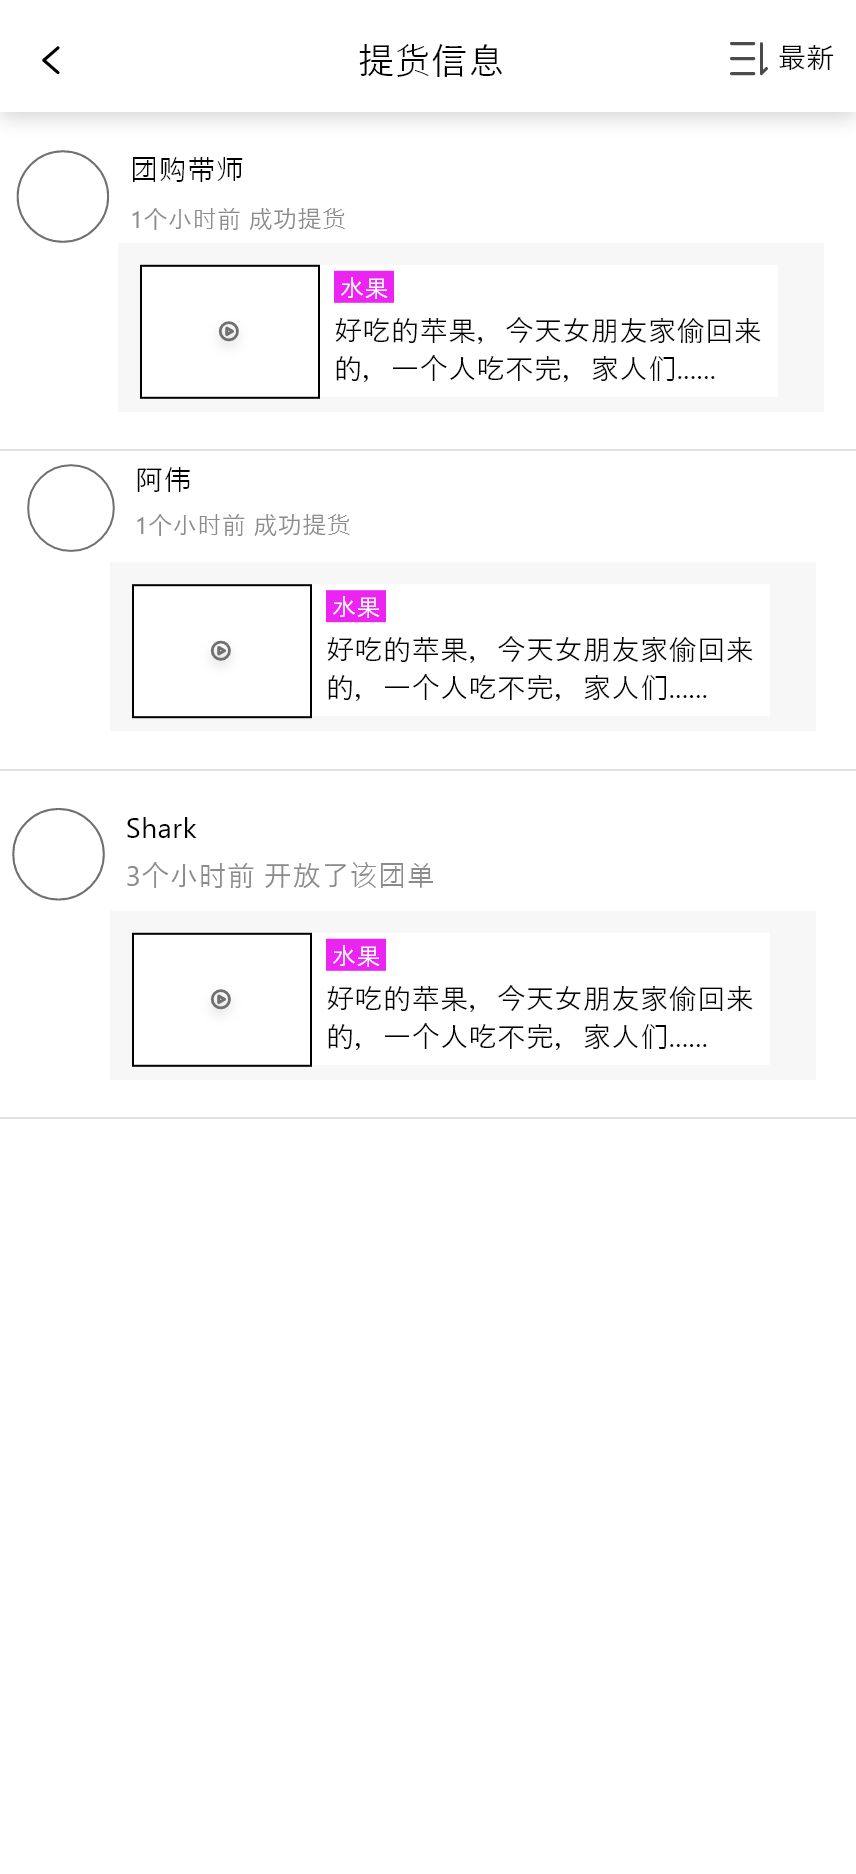 提货信息
最新
团购带师
1个小时前 成功提货
水果
好吃的苹果，今天女朋友家偷回来
的，一个人吃不完，家人们......
阿伟
1个小时前 成功提货
水果
好吃的苹果，今天女朋友家偷回来
的，一个人吃不完，家人们......
Shark
3个小时前 开放了该团单
水果
好吃的苹果，今天女朋友家偷回来
的，一个人吃不完，家人们......